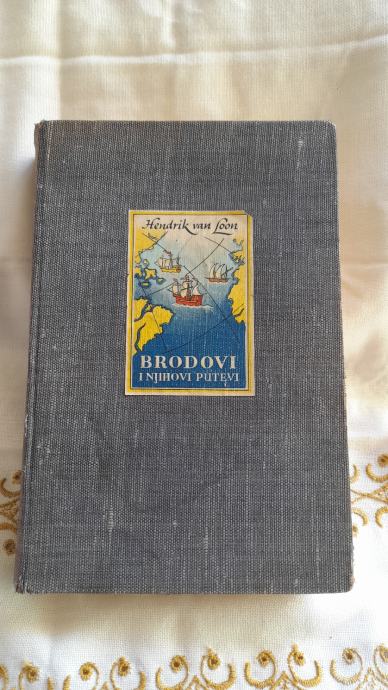 Hendrik van Loon
BRODOVI
I NJIHOVI PUTEVI